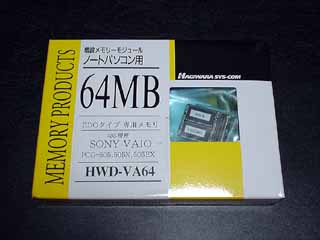 MEMORY PRODUCTS
増設メモリーモジュール
ノートパソコン用
64MB
EDOタイプ 専用メモリ
SONY VAIO
PCG-505, 505N, 505EX
HWD-VA64
HAGIWARA SYS-COM